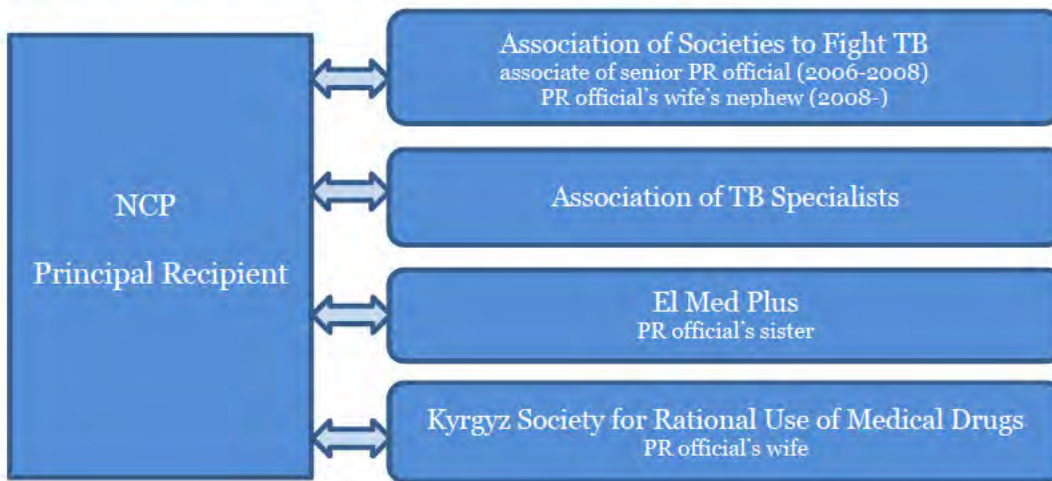 NCP
Principal Recipient
Association of Societies to Fight TB
associate of senior PR official (2006-2008)
PR official's wife's nephew (2008-)
Association of TB Specialists
El Med Plus
PR official's sister
Kyrgyz Society for Rational Use of Medical Drugs
PR official's wife